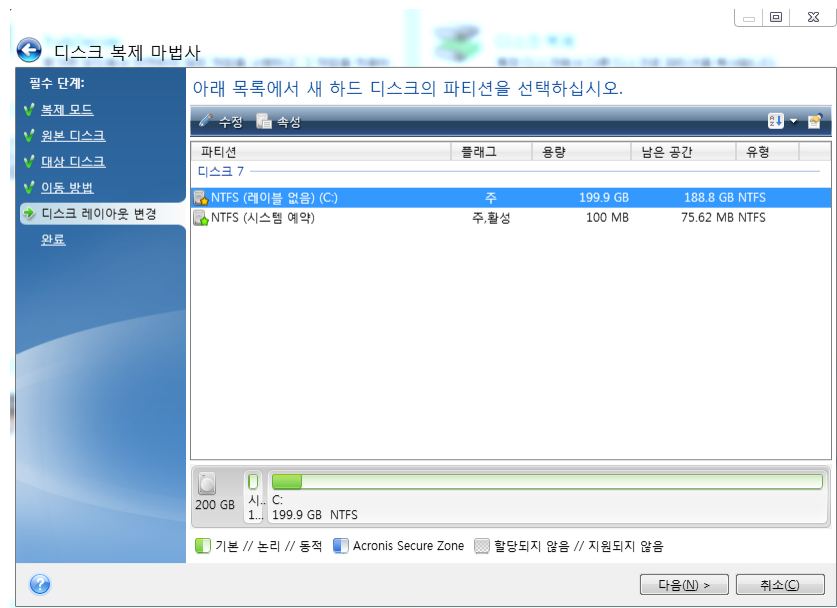 디스크 복제 마법사
필수 단계:
복제 모드
원본 디스크
대상 디스크
이동 방법
디스크 레이아웃 변경
완료
아래 목록에서 새 하드 디스크의 파티션을 선택하십시오.
수정 속성
파티션 플래그 용량 남은 공간 유형
디스크 7
NTFS (레이블 없음) (C:) 주 199.9 GB 188.8 GB NTFS
NTFS (시스템 예약) 주,활성 100 MB 75.62 MB NTFS
200 GB
시...
1...
C:
199.9 GB NTFS
기본 // 논리 // 동적 Acronis Secure Zone 할당되지 않음 // 지원되지 않음
다음(N) > 취소(C)